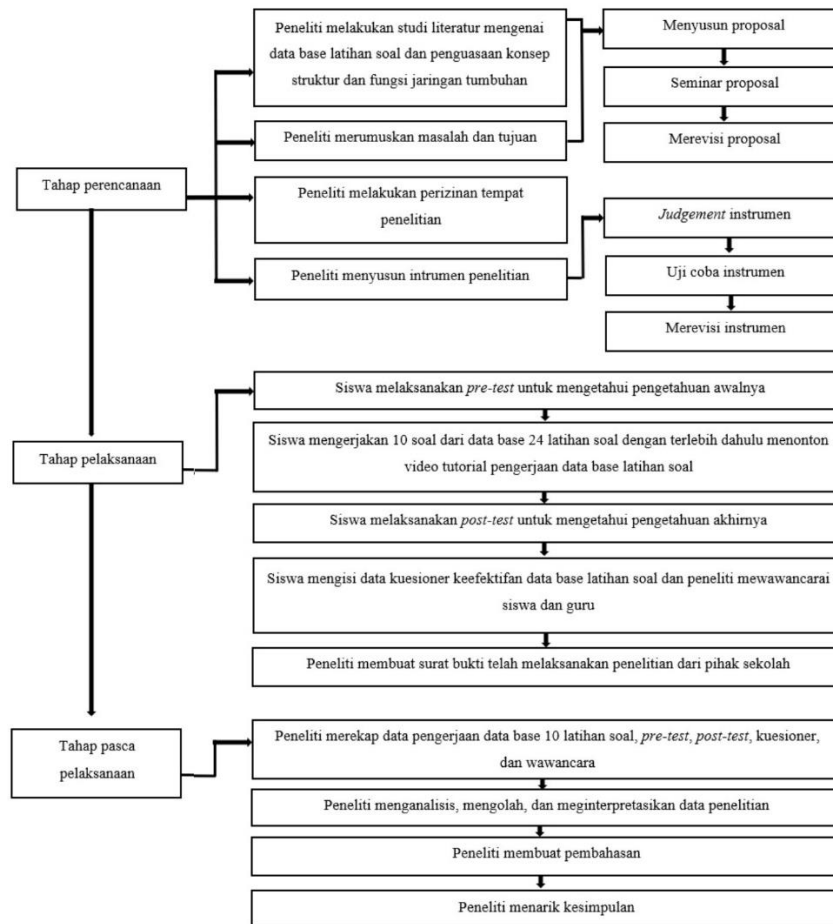 Peneliti melakukan studi literatur mengenai
data base latihan soal dan penguasaan konsep
struktur dan fungsi jaringan tumbuhan
Menyusun proposal
Seminar proposal
Peneliti merumuskan masalah dan tujuan
Merevisi proposal
Tahap perencanaan
Peneliti melakukan perizinan tempat
penelitian
Judgement instrumen
Peneliti menyusun intrumen penelitian
Uji coba instrumen
Merevisi instrumen
Siswa melaksanakan pre-test untuk mengetahui pengetahuan awalnya
Tahap pelaksanaan
Siswa mengerjakan 10 soal dari data base 24 latihan soal dengan terlebih dahulu menonton
video tutorial pengerjaan data base latihan soal
Siswa melaksanakan post-test untuk mengetahui pengetahuan akhirnya
Siswa mengisi data kuesioner keefektifan data base latihan soal dan peneliti mewawancarai
siswa dan guru
Peneliti membuat surat bukti telah melaksanakan penelitian dari pihak sekolah
Tahap pasca
pelaksanaan
Peneliti merekap data pengerjaan data base 10 latihan soal, pre-test, post-test, kuesioner,
dan wawancara
Peneliti menganalisis, mengolah, dan meginterpretasikan data penelitian
Peneliti membuat pembahasan
Peneliti menarik kesimpulan